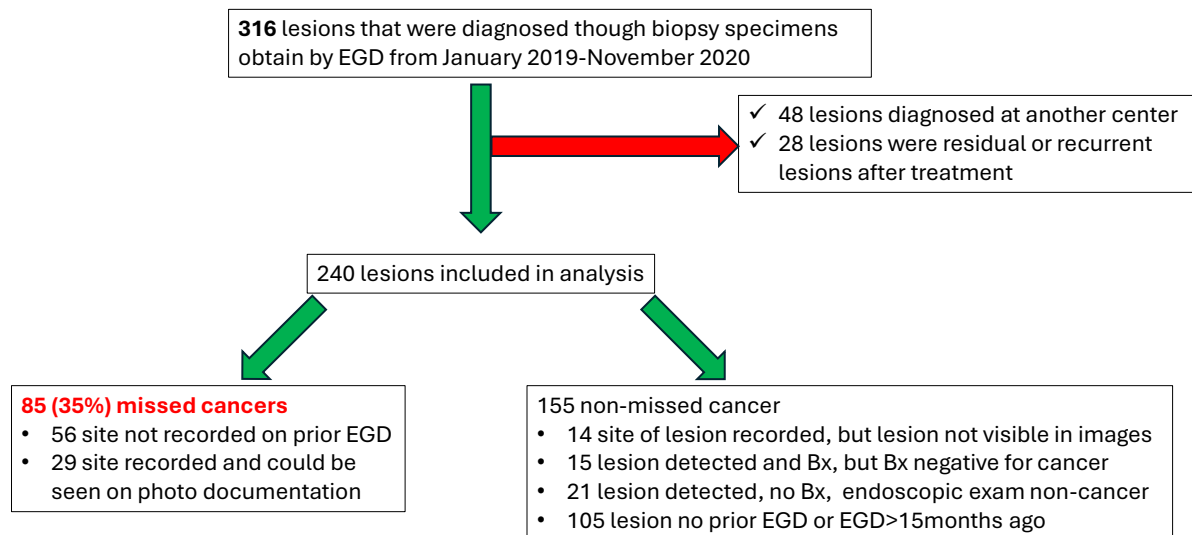 316 lesions that were diagnosed though biopsy specimens
obtain by EGD from January 2019-November 2020
✓ 48 lesions diagnosed at another center
✓ 28 lesions were residual or recurrent
lesions after treatment
240 lesions included in analysis
85 (35%) missed cancers
• 56 site not recorded on prior EGD
• 29 site recorded and could be
seen on photo documentation
155 non-missed cancer
• 14 site of lesion recorded, but lesion not visible in images
• 15 lesion detected and Bx, but Bx negative for cancer
• 21 lesion detected, no Bx, endoscopic exam non-cancer
• 105 lesion no prior EGD or EGD>15months ago